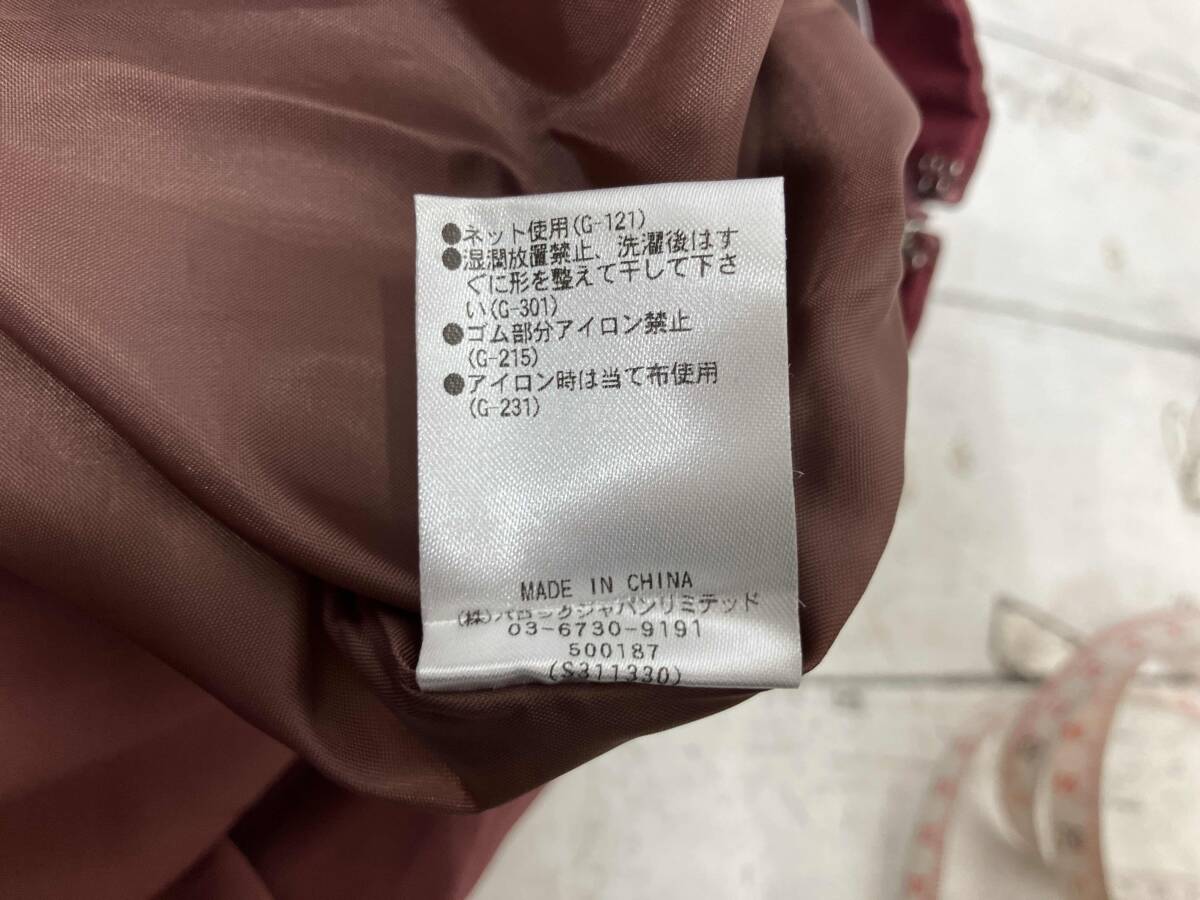 ●ネット使用(G-121)
●湿潤放置禁止、洗濯後はす
ぐに形を整えて干して下さ
い(G-301)
●ゴム部分アイロン禁止
(G-215)
●アイロン時は当て布使用
(G-231)
MADE IN CHINA
(株)バロックジャパンリミテッド
03-6730-9191
500187
(S311330)